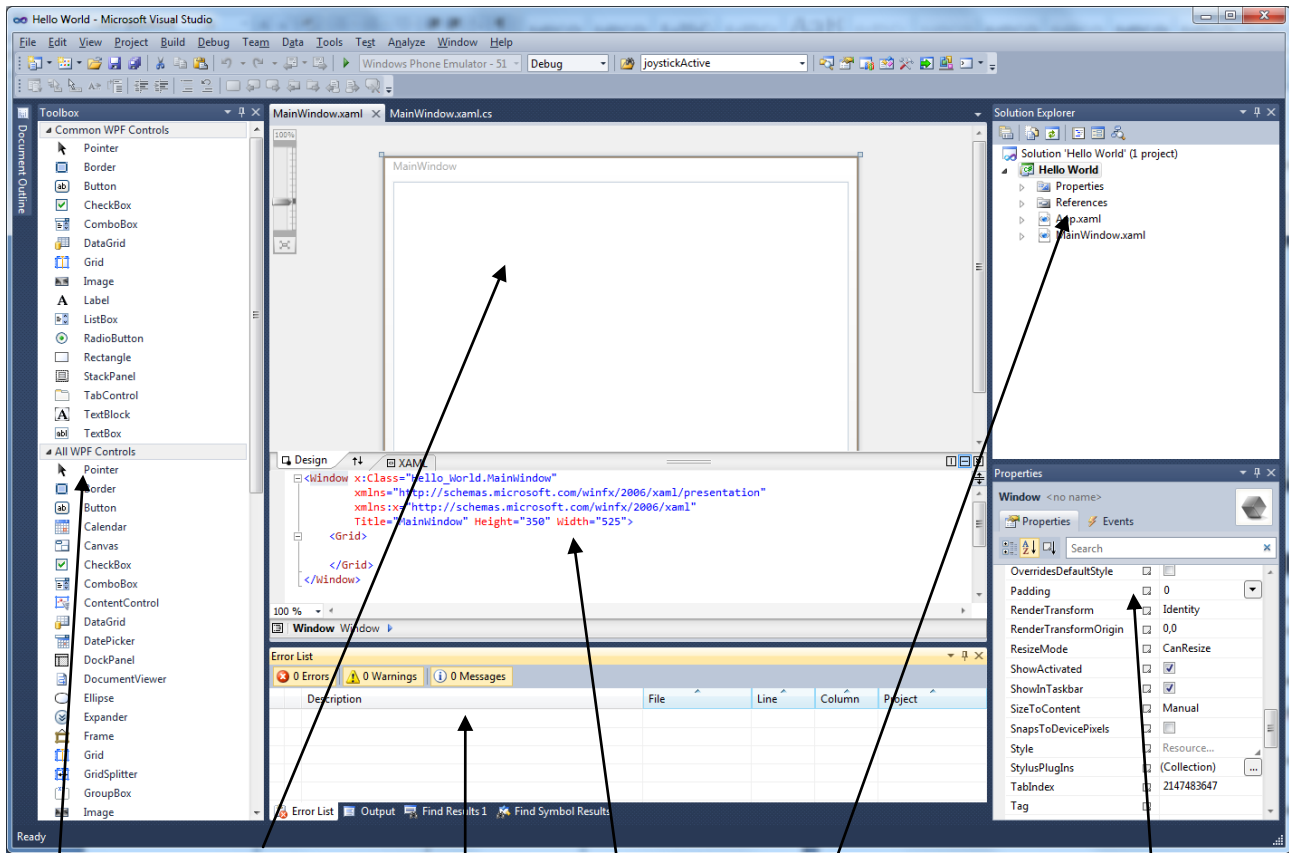 Hello World - Microsoft Visual Studio
File Edit View Project Build Debug Team Data Tools Test Analyze Window Help
Windows Phone Emulator - 51 Debug joystickActive
Document Outline
Toolbox
Common WPF Controls
Pointer
Border
Button
CheckBox
ComboBox
DataGrid
Grid
Image
Label
ListBox
RadioButton
Rectangle
StackPanel
TabControl
TextBlock
TextBox
All WPF Controls
Pointer
Border
Button
Calendar
Canvas
CheckBox
ComboBox
ContentControl
DataGrid
DatePicker
DockPanel
DocumentViewer
Ellipse
Expander
Frame
Grid
GridSplitter
GroupBox
Image
MainWindow.xaml MainWindow.xaml.cs
100%
MainWindow
Design XAML
<Window x:Class="Hello_World.MainWindow"
xmlns="http://schemas.microsoft.com/winfx/2006/xaml/presentation"
xmlns:x="http://schemas.microsoft.com/winfx/2006/xaml"
Title="MainWindow" Height="350" Width="525">
<Grid>
</Grid>
</Window>
100 %
Window Window
Error List
0 Errors 0 Warnings 0 Messages
Description File Line Column Project
Error List Output Find Results 1 Find Symbol Results
Solution Explorer
Solution 'Hello World' (1 project)
Hello World
Properties
References
App.xaml
MainWindow.xaml
Properties
Window <no name>
Properties Events
Search
OverridesDefaultStyle
Padding 0
RenderTransform Identity
RenderTransformOrigin 0,0
ResizeMode CanResize
ShowActivated
ShowInTaskbar
SizeToContent Manual
SnapsToDevicePixels
Style Resource...
StylusPlugIns (Collection) ...
TabIndex 2147483647
Tag
Ready